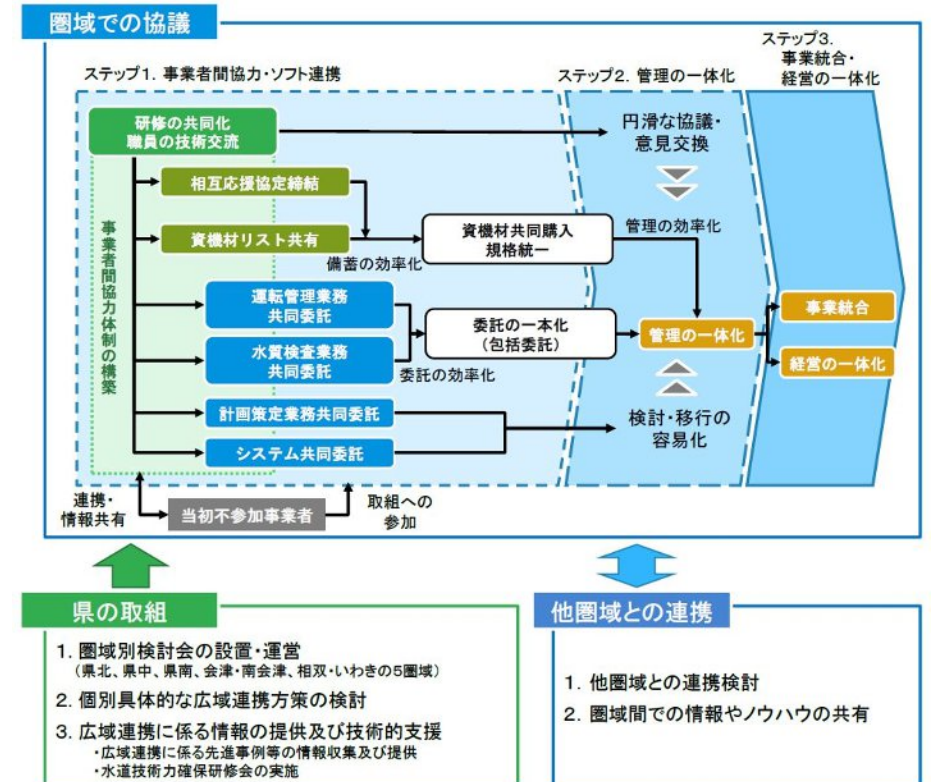 圏域での協議
ステップ1. 事業者間協力・ソフト連携
ステップ2. 管理の一体化
ステップ3.
事業統合・
経営の一体化
研修の共同化
職員の技術交流
円滑な協議・
意見交換
事業者間協力体制の構築
相互応援協定締結
資機材リスト共有
備蓄の効率化
資機材共同購入
規格統一
管理の効率化
運転管理業務
共同委託
水質検査業務
共同委託
委託の効率化
委託の一本化
(包括委託)
管理の一体化
事業統合
経営の一体化
計画策定業務共同委託
システム共同委託
検討・移行の
容易化
連携・
情報共有
当初不参加事業者
取組への
参加
県の取組
1. 圏域別検討会の設置・運営
(県北、県中、県南、会津・南会津、相双・いわきの5圏域)
2. 個別具体的な広域連携方策の検討
3. 広域連携に係る情報の提供及び技術的支援
・広域連携に係る先進事例等の情報収集及び提供
・水道技術力確保研修会の実施
他圏域との連携
1. 他圏域との連携検討
2. 圏域間での情報やノウハウの共有